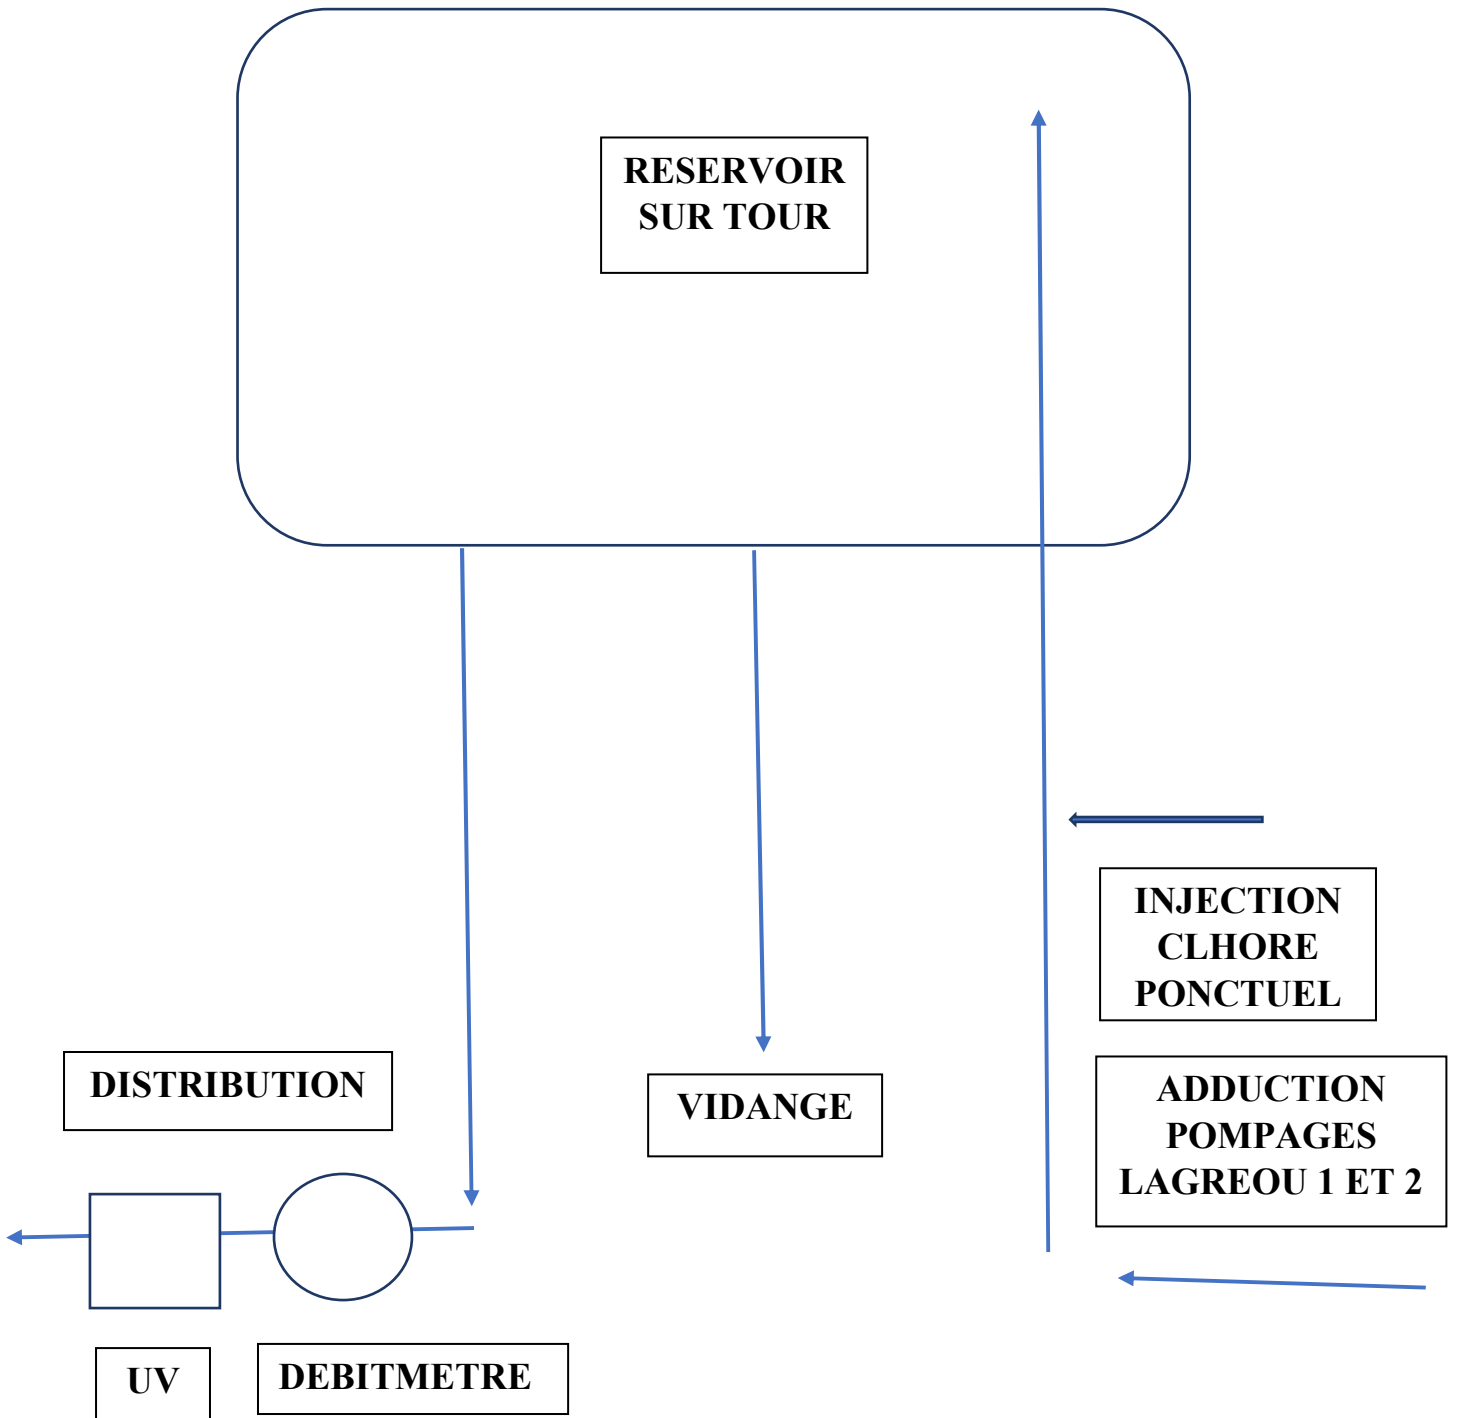 RESERVOIR
SUR TOUR
INJECTION
CLHORE
PONCTUEL
DISTRIBUTION
VIDANGE
ADDUCTION
POMPAGES
LAGREOU 1 ET 2
UV
DEBITMETRE